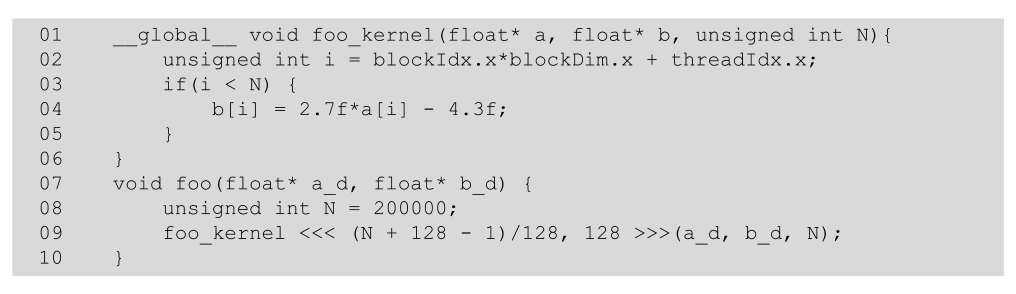 01 __global__ void foo_kernel(float* a, float* b, unsigned int N){
02 unsigned int i = blockIdx.x*blockDim.x + threadIdx.x;
03 if(i < N) {
04 b[i] = 2.7f*a[i] - 4.3f;
05 }
06 }
07 void foo(float* a_d, float* b_d) {
08 unsigned int N = 200000;
09 foo_kernel <<< (N + 128 - 1)/128, 128 >>>(a_d, b_d, N);
10 }